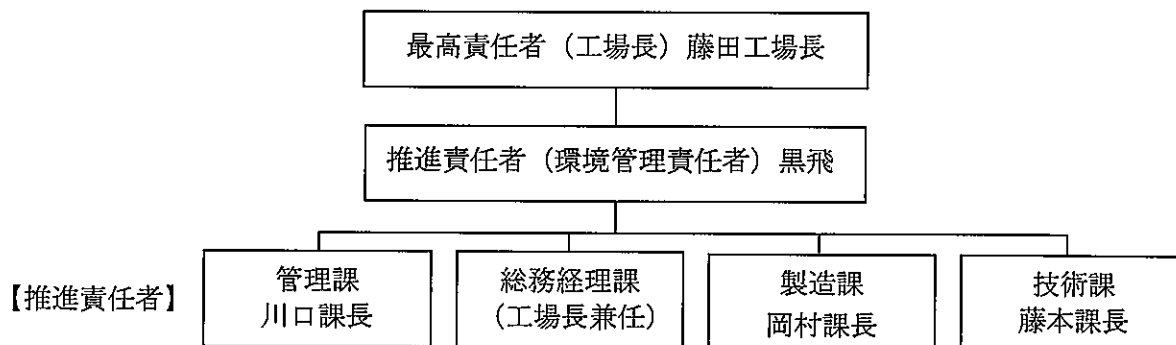 最高責任者（工場長）藤田工場長
推進責任者（環境管理責任者）黒飛
【推進責任者】
管理課
川口課長
総務経理課
（工場長兼任）
製造課
岡村課長
技術課
藤本課長